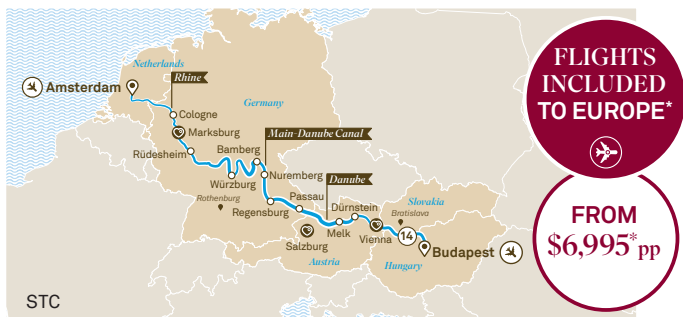 Netherlands
Amsterdam
Rhine
Cologne
Germany
Marksburg
Rüdesheim
Bamberg
Main-Danube Canal
Würzburg
Nuremberg
Rothenburg
Regensburg
Passau
Danube
Dürnstein
Slovakia
Bratislava
Salzburg
Melk
Vienna
14
Budapest
Austria
Hungary
STC
FLIGHTS
INCLUDED
TO EUROPE*
FROM
$6,995*pp